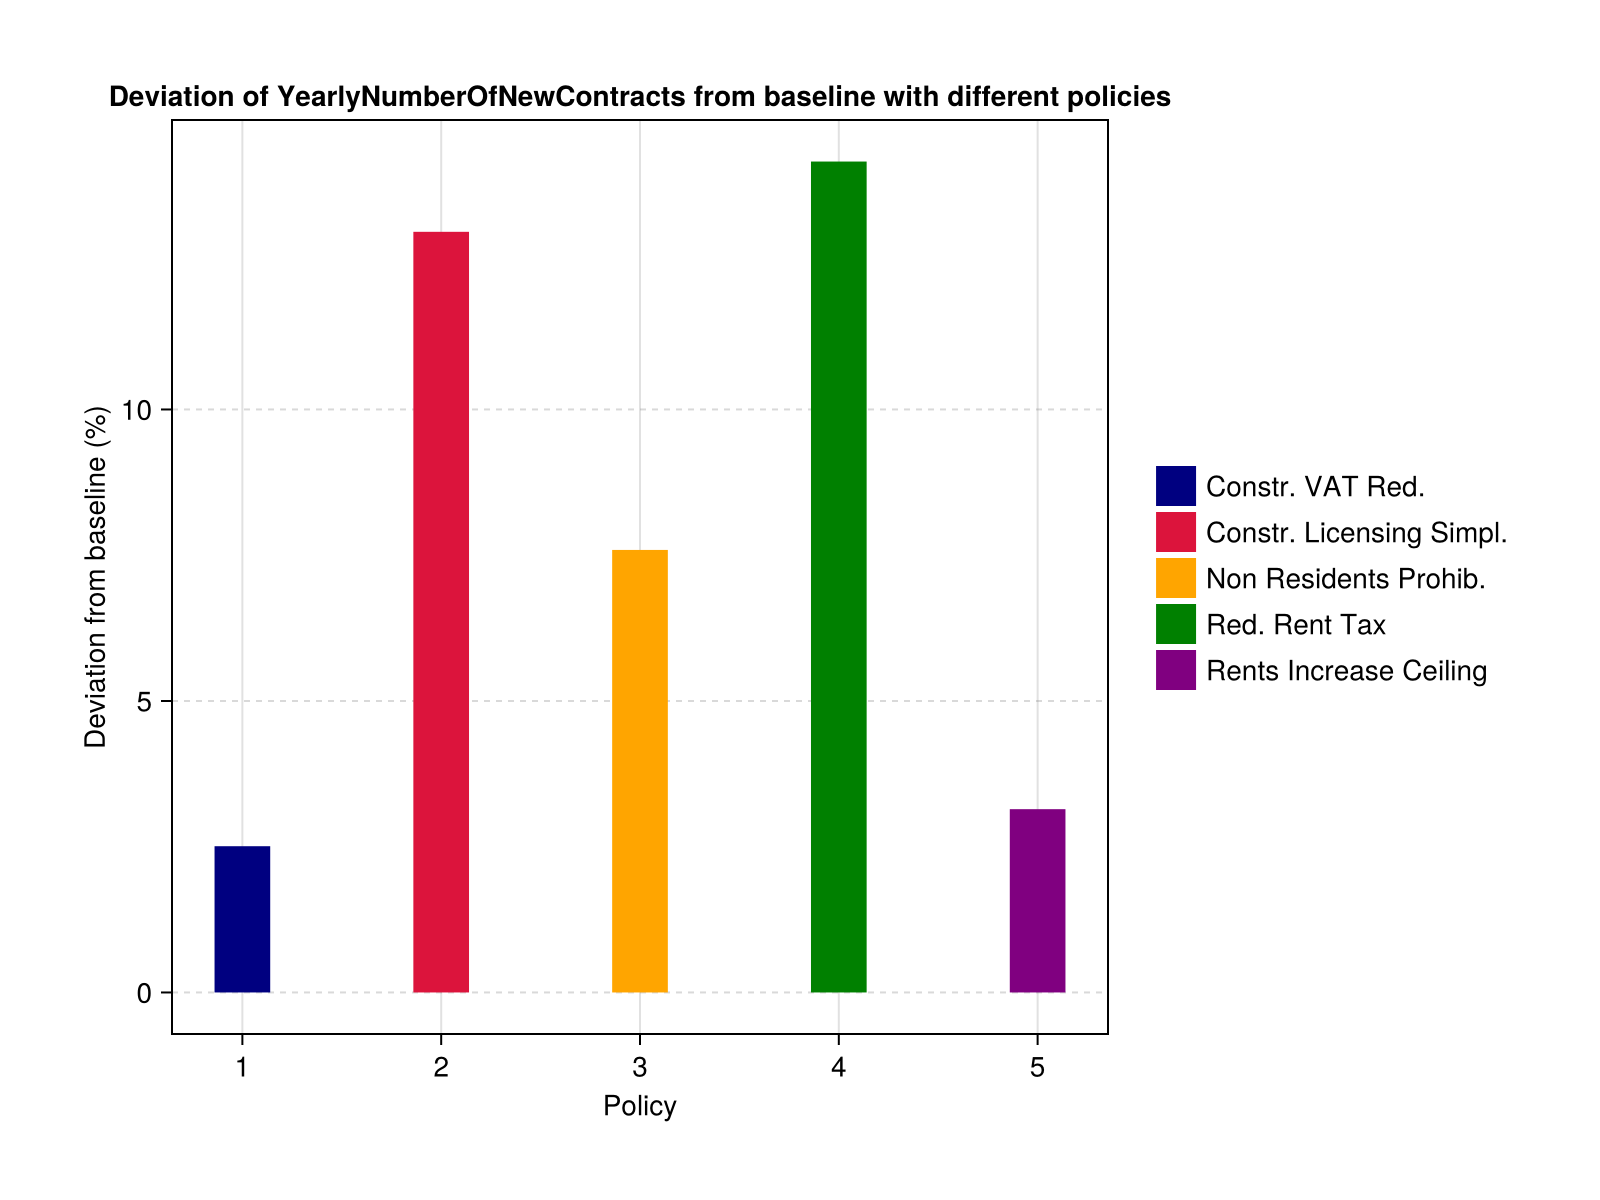 Deviation of YearlyNumberOfNewContracts from baseline with different policies
Deviation from baseline (%)
10
5
0
1
2
3
4
5
Policy
Constr. VAT Red.
Constr. Licensing Simpl.
Non Residents Prohib.
Red. Rent Tax
Rents Increase Ceiling